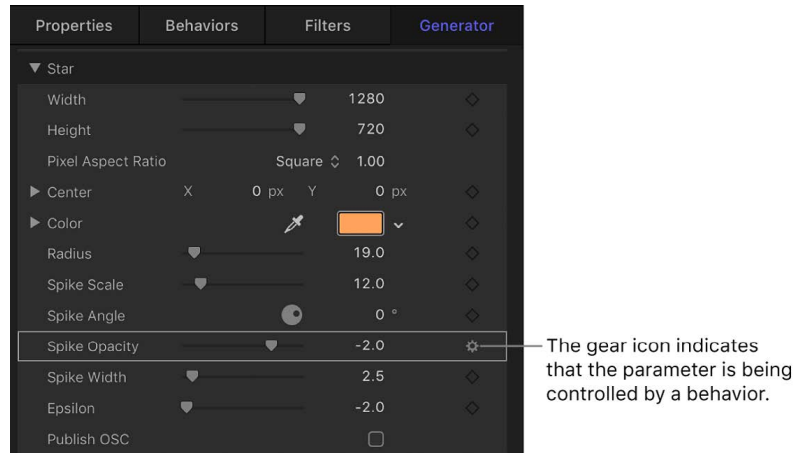 Properties Behaviors Filters Generator
Star
Width 1280
Height 720
Pixel Aspect Ratio Square 1.00
Center X 0 px Y 0 px
Color
Radius 19.0
Spike Scale 12.0
Spike Angle 0 °
Spike Opacity -2.0
The gear icon indicates
that the parameter is being
controlled by a behavior.
Spike Width 2.5
Epsilon -2.0
Publish OSC